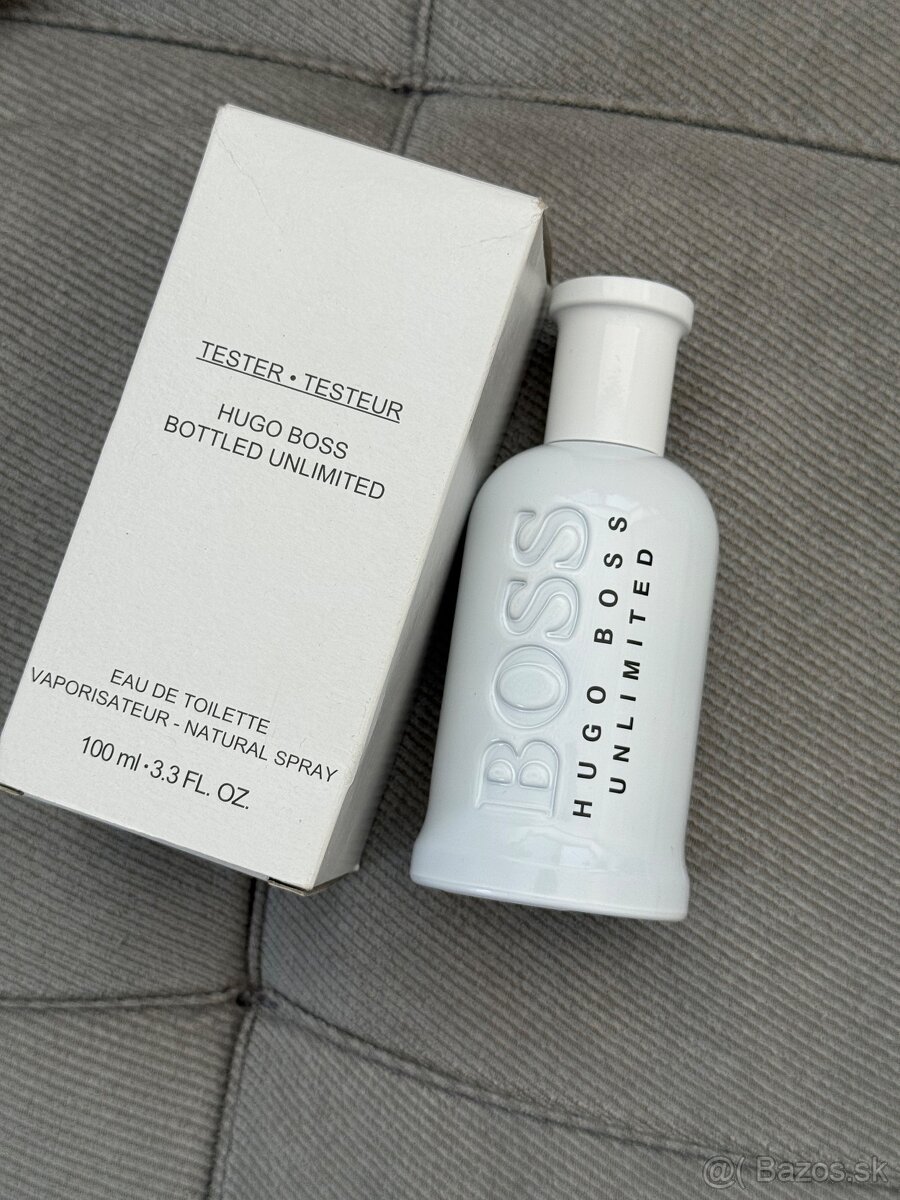 TESTER • TESTEUR
HUGO BOSS
BOTTLED UNLIMITED
EAU DE TOILETTE
VAPORISATEUR - NATURAL SPRAY
100 ml • 3.3 FL. OZ.
BOSS
HUGO BOSS
UNLIMITED
@( Bazos.sk